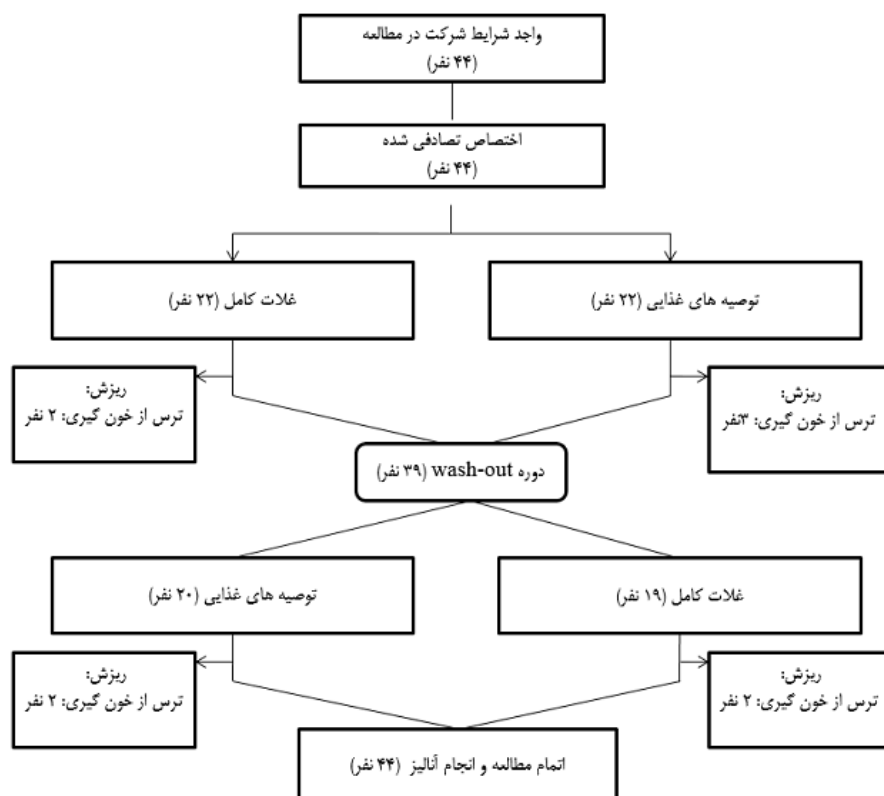 واجد شرایط شرکت در مطالعه
(۴۴ نفر)
اختصاص تصادفی شده
(۴۴ نفر)
توصیه های غذایی (۲۲ نفر)
غلات کامل (۲۲ نفر)
ریزش:
ترس از خون گیری: ۳نفر
ریزش:
ترس از خون گیری: ۲ نفر
دوره wash-out (۳۹ نفر)
غلات کامل (۱۹ نفر)
توصیه های غذایی (۲۰ نفر)
ریزش:
ترس از خون گیری: ۲ نفر
ریزش:
ترس از خون گیری: ۲ نفر
اتمام مطالعه و انجام آنالیز (۴۴ نفر)